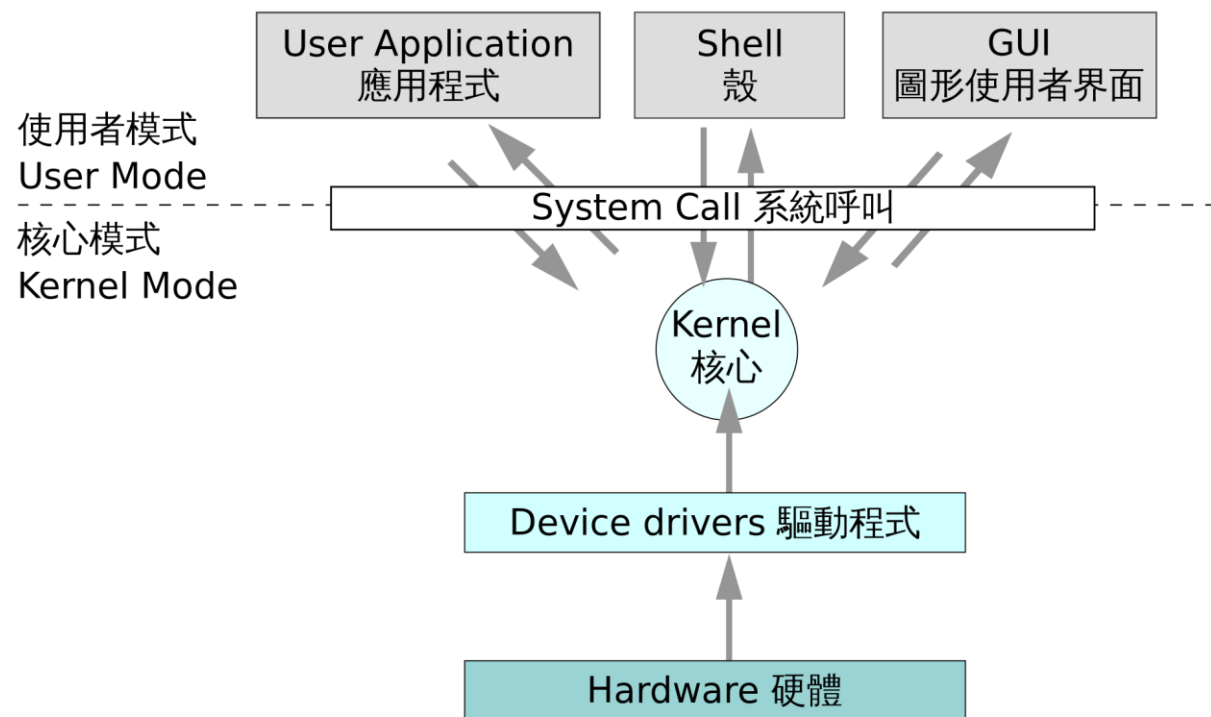 User Application
應用程式
Shell
殼
GUI
圖形使用者界面
使用者模式
User Mode
System Call 系統呼叫
核心模式
Kernel Mode
Kernel
核心
Device drivers 驅動程式
Hardware 硬體